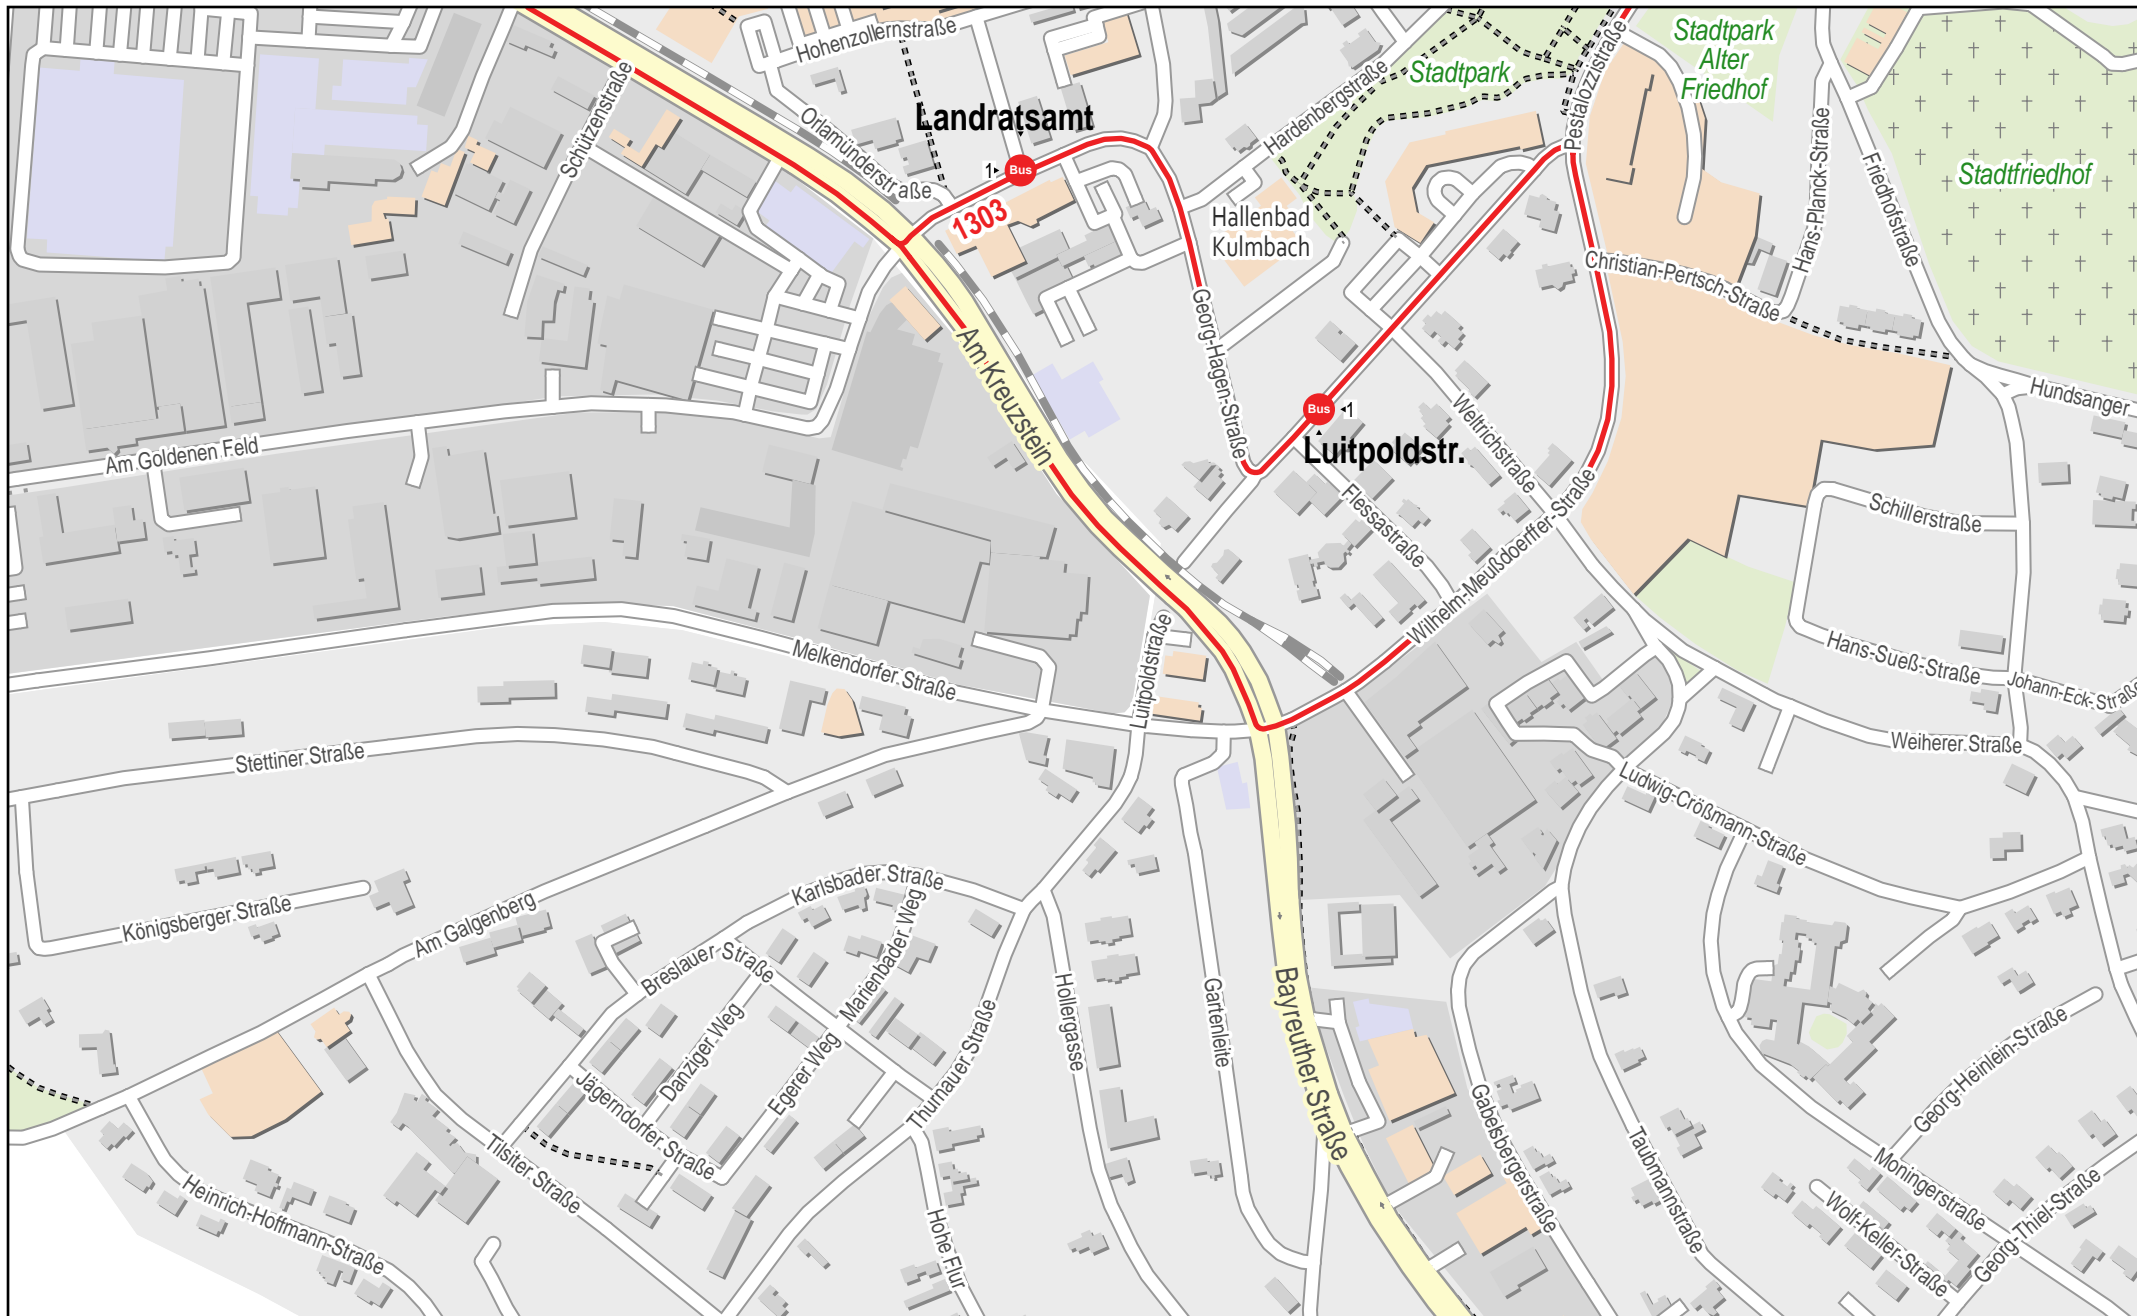 Hohenzollernstraße
Stadtpark
Alter
Friedhof
Stadtpark
Pestalozzistraße
Schützenstraße
Landratsamt
Orlamünderstraße
Hardenbergstraße
Hans-Planck-Straße
Friedhofstraße
Stadtfriedhof
1
Bus
1303
Hallenbad
Kulmbach
Christian-Pertsch-Straße
Georg-Hagen-Straße
Am Kreuzstein
Hundsanger
Bus
1
Luitpoldstr.
Weltrichstraße
Am Goldenen Feld
Flessastraße
Schillerstraße
Wilhelm-Meußdoerffer-Straße
Melkendorfer Straße
Luitpoldstraße
Hans-Sueß-Straße
Johann-Eck-Straße
Stettiner Straße
Weiherer Straße
Ludwig-Crößmann-Straße
Karlsbader Straße
Königsberger Straße
Am Galgenberg
Marienbader Weg
Breslauer Straße
Danziger Weg
Egerer Weg
Jägerndorfer Straße
Thurnauer Straße
Hollergasse
Gartenleite
Bayreuther Straße
Georg-Heinlein-Straße
Gabelsbergerstraße
Taubmannstraße
Moningerstraße
Tilsiter Straße
Heinrich-Hoffmann-Straße
Hohe Flur
Wolf-Keller-Straße
Georg-Thiel-Straße